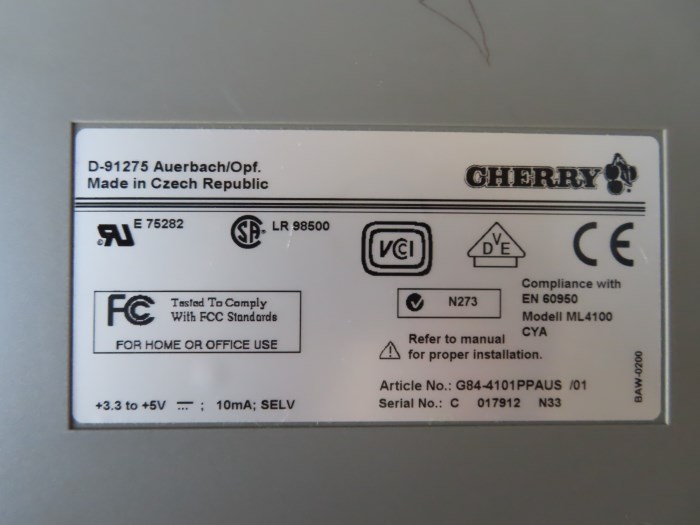 D-91275 Auerbach/Opf.
Made in Czech Republic
CHERRY
E 75282
LR 98500
VCCI
DVE
CE
FC
Tested To Comply
With FCC Standards
FOR HOME OR OFFICE USE
N273
Compliance with
EN 60950
Modell ML4100
CYA
Refer to manual
for proper installation.
+3.3 to +5V ⎓ ; 10mA; SELV
Article No.: G84-4101PPAUS /01
Serial No.: C 017912 N33
BAW-0200